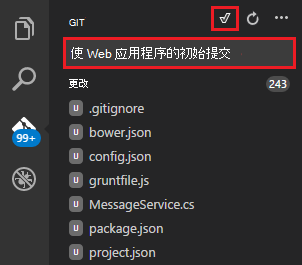 GIT
使 Web 应用程序的初始提交
更改 243
U .gitignore
U bower.json
99+
U config.json
U gruntfile.js
U MessageService.cs
U package.json
U project.json